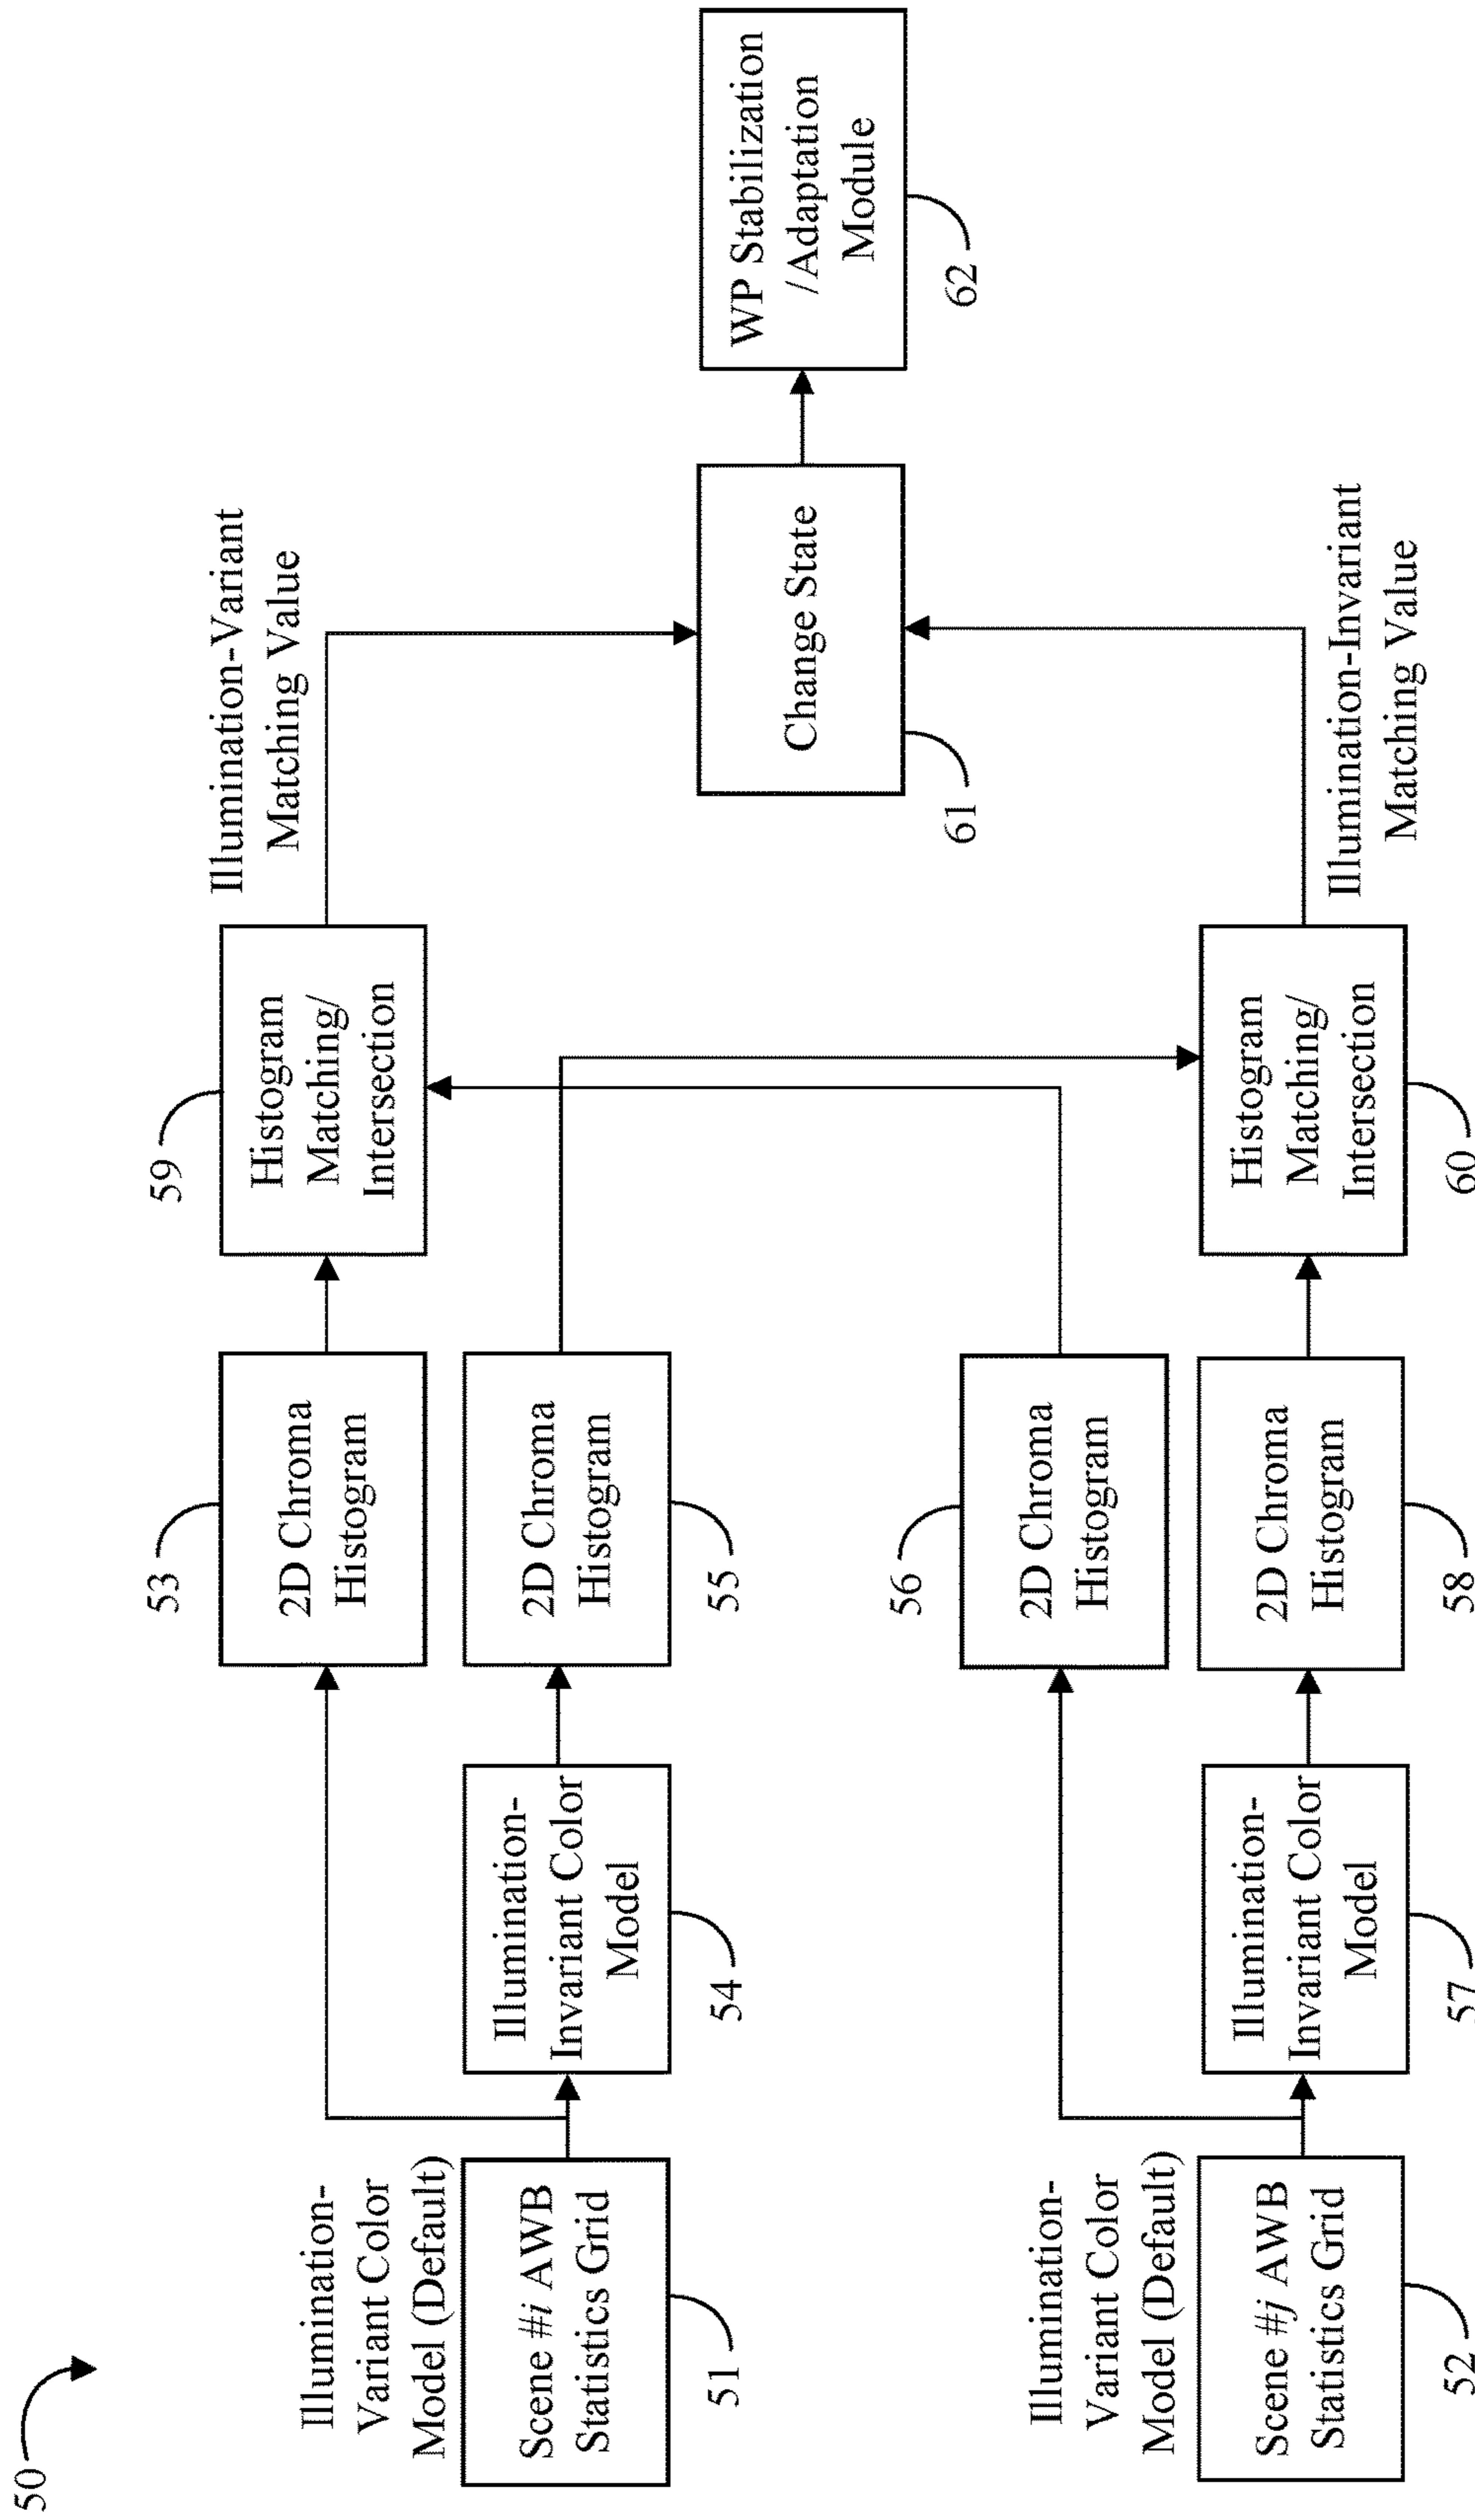 50
Illumination-
Variant Color
Model (Default)
Scene #i AWB
Statistics Grid
51
Illumination-
Invariant Color
Model
54
2D Chroma
Histogram
53
2D Chroma
Histogram
55
Histogram
Matching/
Intersection
59
Illumination-Variant
Matching Value
Illumination-
Variant Color
Model (Default)
Scene #j AWB
Statistics Grid
52
Illumination-
Invariant Color
Model
57
2D Chroma
Histogram
56
2D Chroma
Histogram
58
Histogram
Matching/
Intersection
60
Illumination-Invariant
Matching Value
Change State
61
WP Stabilization
/Adaptation
Module
62